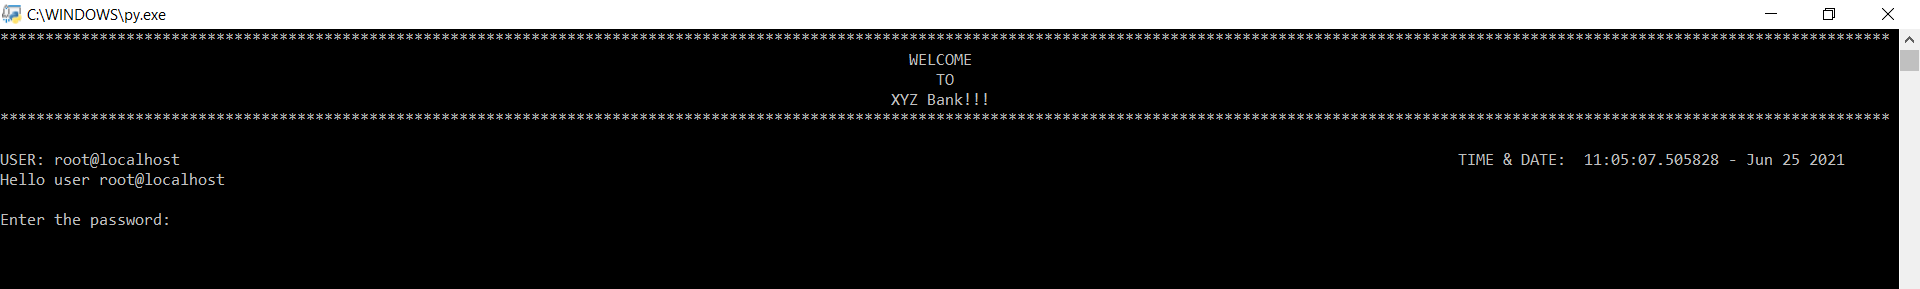 C:\WINDOWS\py.exe
******************************************************************************************************************************************************************************************************************
WELCOME
TO
XYZ Bank!!!
******************************************************************************************************************************************************************************************************************
USER: root@localhost TIME & DATE: 11:05:07.505828 - Jun 25 2021
Hello user root@localhost
Enter the password: